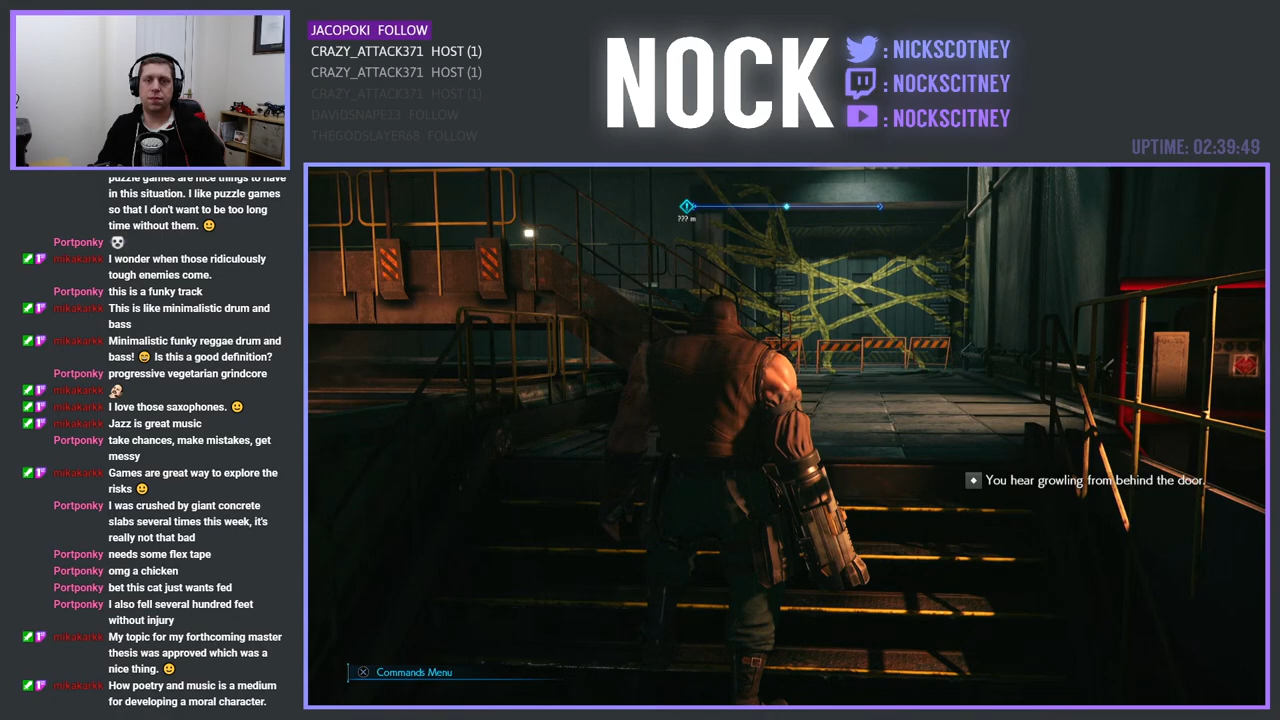 JACOPOKI FOLLOW
CRAZY_ATTACK371 HOST (1)
CRAZY_ATTACK371 HOST (1)
CRAZY_ATTACK371 HOST (1)
DAVIDSNAPE13 FOLLOW
THEGODSLAYER68 FOLLOW
NOCK
: NICKSCOTNEY
: NOCKSCITNEY
: NOCKSCITNEY
UPTIME: 02:39:49
puzzle games are nice things to have
in this situation. I like puzzle games
so that I don't want to be too long
time without them.
Portponky
mikakarkk I wonder when those ridiculously
tough enemies come.
Portponky this is a funky track
mikakarkk This is like minimalistic drum and
bass
mikakarkk Minimalistic funky reggae drum and
bass! Is this a good definition?
Portponky progressive vegetarian grindcore
mikakarkk
mikakarkk I love those saxophones.
mikakarkk Jazz is great music
Portponky take chances, make mistakes, get
messy
mikakarkk Games are great way to explore the
risks
Portponky I was crushed by giant concrete
slabs several times this week, it's
really not that bad
Portponky needs some flex tape
Portponky omg a chicken
Portponky bet this cat just wants fed
Portponky I also fell several hundred feet
without injury
mikakarkk My topic for my forthcoming master
thesis was approved which was a
nice thing.
mikakarkk How poetry and music is a medium
for developing a moral character.
??? m
You hear growling from behind the door.
Commands Menu